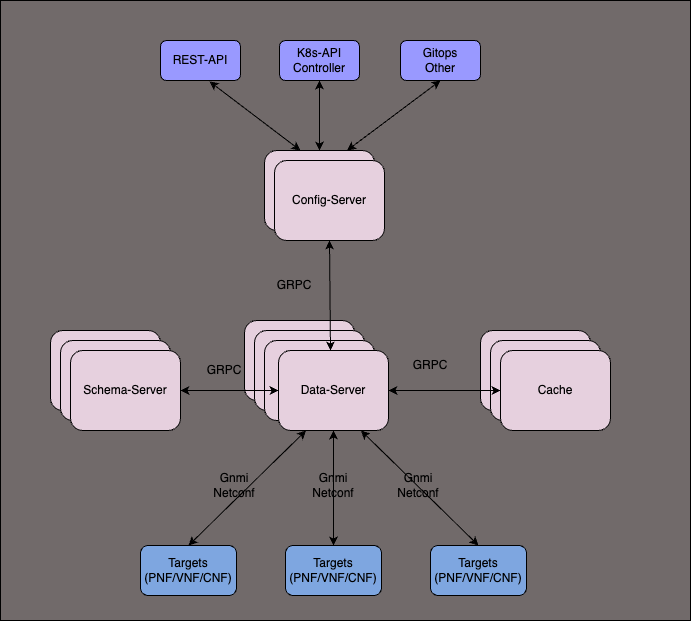 REST-API
K8s-API
Controller
Gitops
Other
Config-Server
GRPC
Schema-Server
GRPC
Data-Server
GRPC
Cache
Gnmi
Netconf
Gnmi
Netconf
Gnmi
Netconf
Targets
(PNF/VNF/CNF)
Targets
(PNF/VNF/CNF)
Targets
(PNF/VNF/CNF)